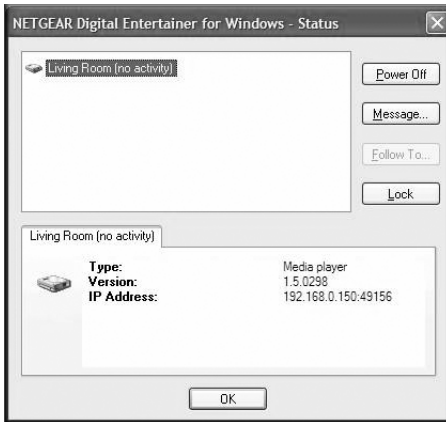 NETGEAR Digital Entertainer for Windows - Status
Living Room (no activity)
Power Off
Message...
Follow To...
Lock
Living Room (no activity)
Type: Media player
Version: 1.5.0298
IP Address: 192.168.0.150:49156
OK